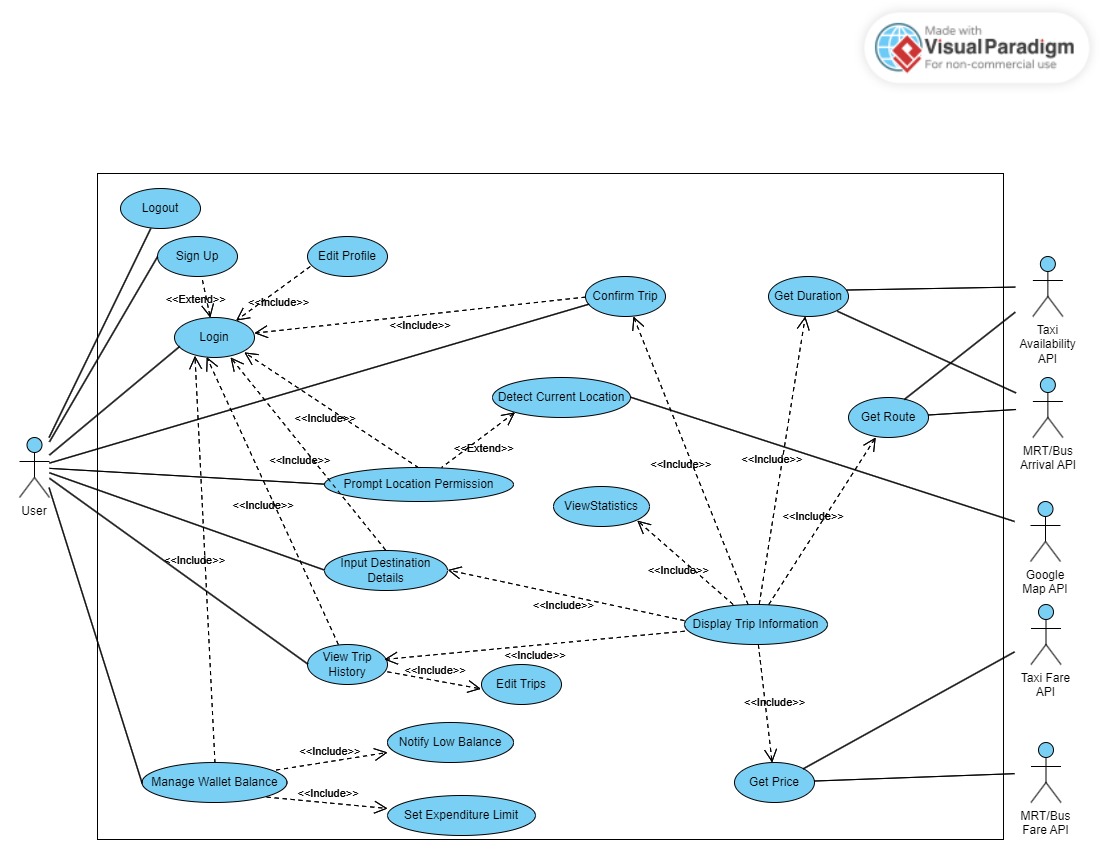 Made with
VisualParadigm
For non-commercial use
Logout
Sign Up
Edit Profile
<<Extend>>
<<Include>>
Login
Confirm Trip
<<Include>>
Get Duration
Taxi
Availability
API
Detect Current Location
Get Route
<<Include>>
<<Extend>>
MRT/Bus
Arrival API
<<Include>>
<<Include>>
<<Include>>
Prompt Location Permission
User
<<Include>>
ViewStatistics
<<Include>>
<<Include>>
Input Destination
Details
<<Include>>
Google
Map API
<<Include>>
Display Trip Information
View Trip
History
<<Include>>
<<Include>>
Edit Trips
Taxi Fare
API
<<Include>>
Notify Low Balance
<<Include>>
Manage Wallet Balance
Get Price
<<Include>>
Set Expenditure Limit
MRT/Bus
Fare API